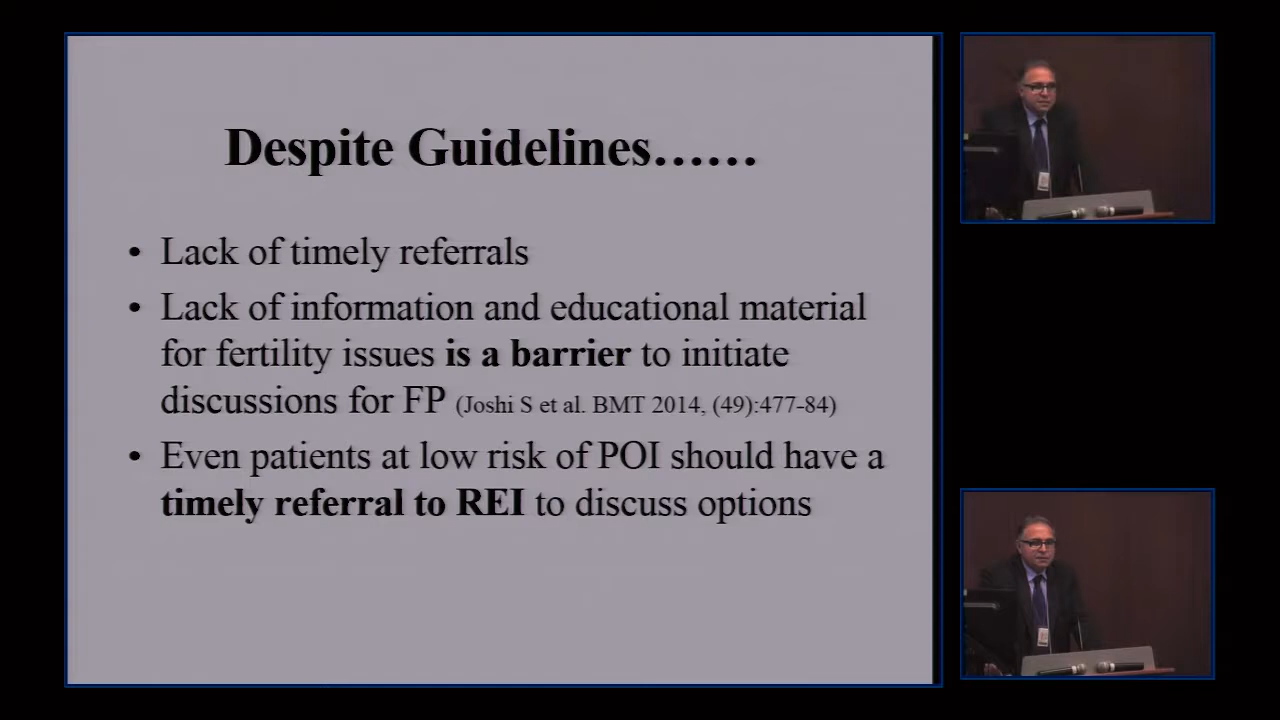 Despite Guidelines……
• Lack of timely referrals
• Lack of information and educational material
for fertility issues is a barrier to initiate
discussions for FP (Joshi S et al. BMT 2014, (49):477-84)
• Even patients at low risk of POI should have a
timely referral to REI to discuss options